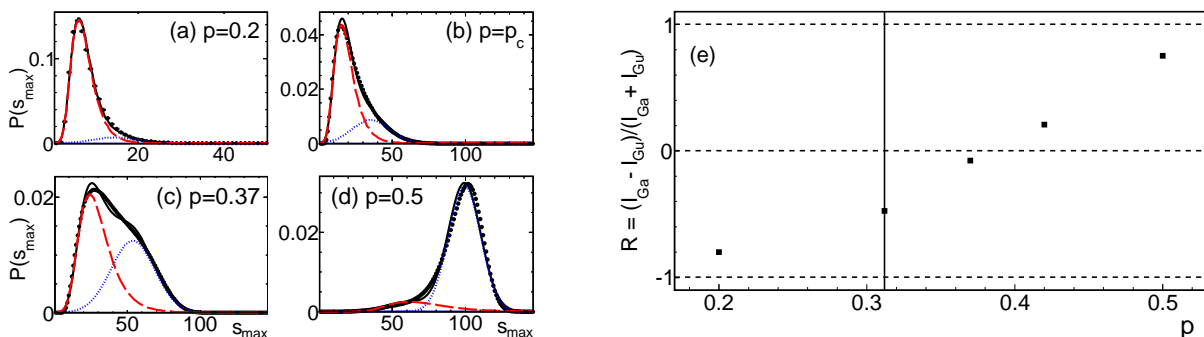 (a) p=0.2
P(s_max)
0.1
0
20
40
(b) p=p_c
0.04
0.02
0
50
100
(c) p=0.37
P(s_max)
0.02
0
50
100
s_max
(d) p=0.5
0.02
0
50
100
s_max
(e)
R = (I_Ga - I_Gu)/(I_Ga + I_Gu)
1
0
-1
0.2
0.3
0.4
0.5
p